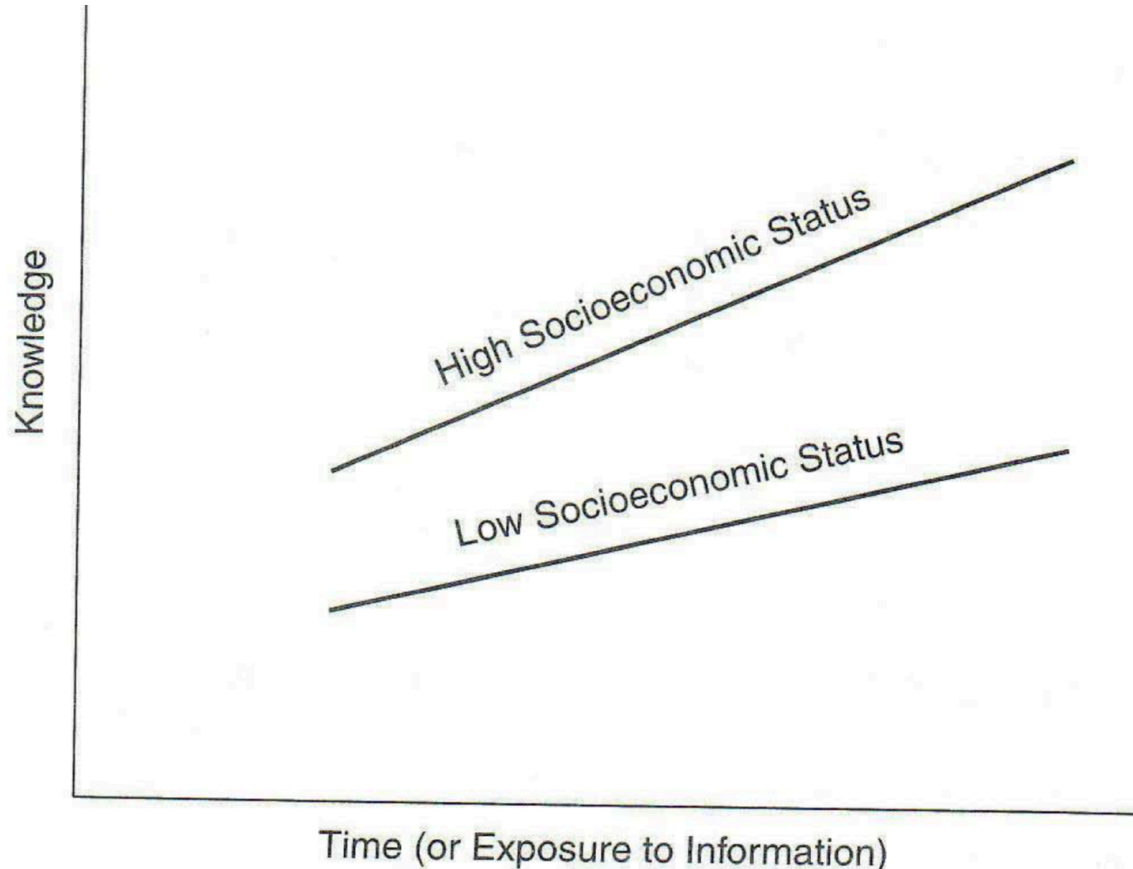 Knowledge
High Socioeconomic Status
Low Socioeconomic Status
Time (or Exposure to Information)